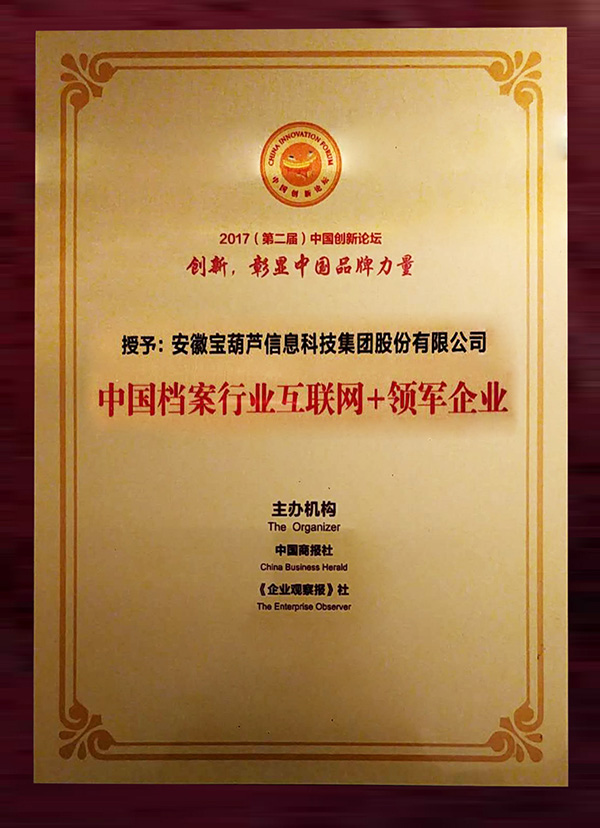 CHINA INNOVATION FORUM
中国创新论坛
2017（第二届）中国创新论坛
创新，彰显中国品牌力量
授予：安徽宝葫芦信息科技集团股份有限公司
中国档案行业互联网+领军企业
主办机构
The Organizer
中国商报社
China Business Herald
《企业观察报》社
The Enterprise Observer